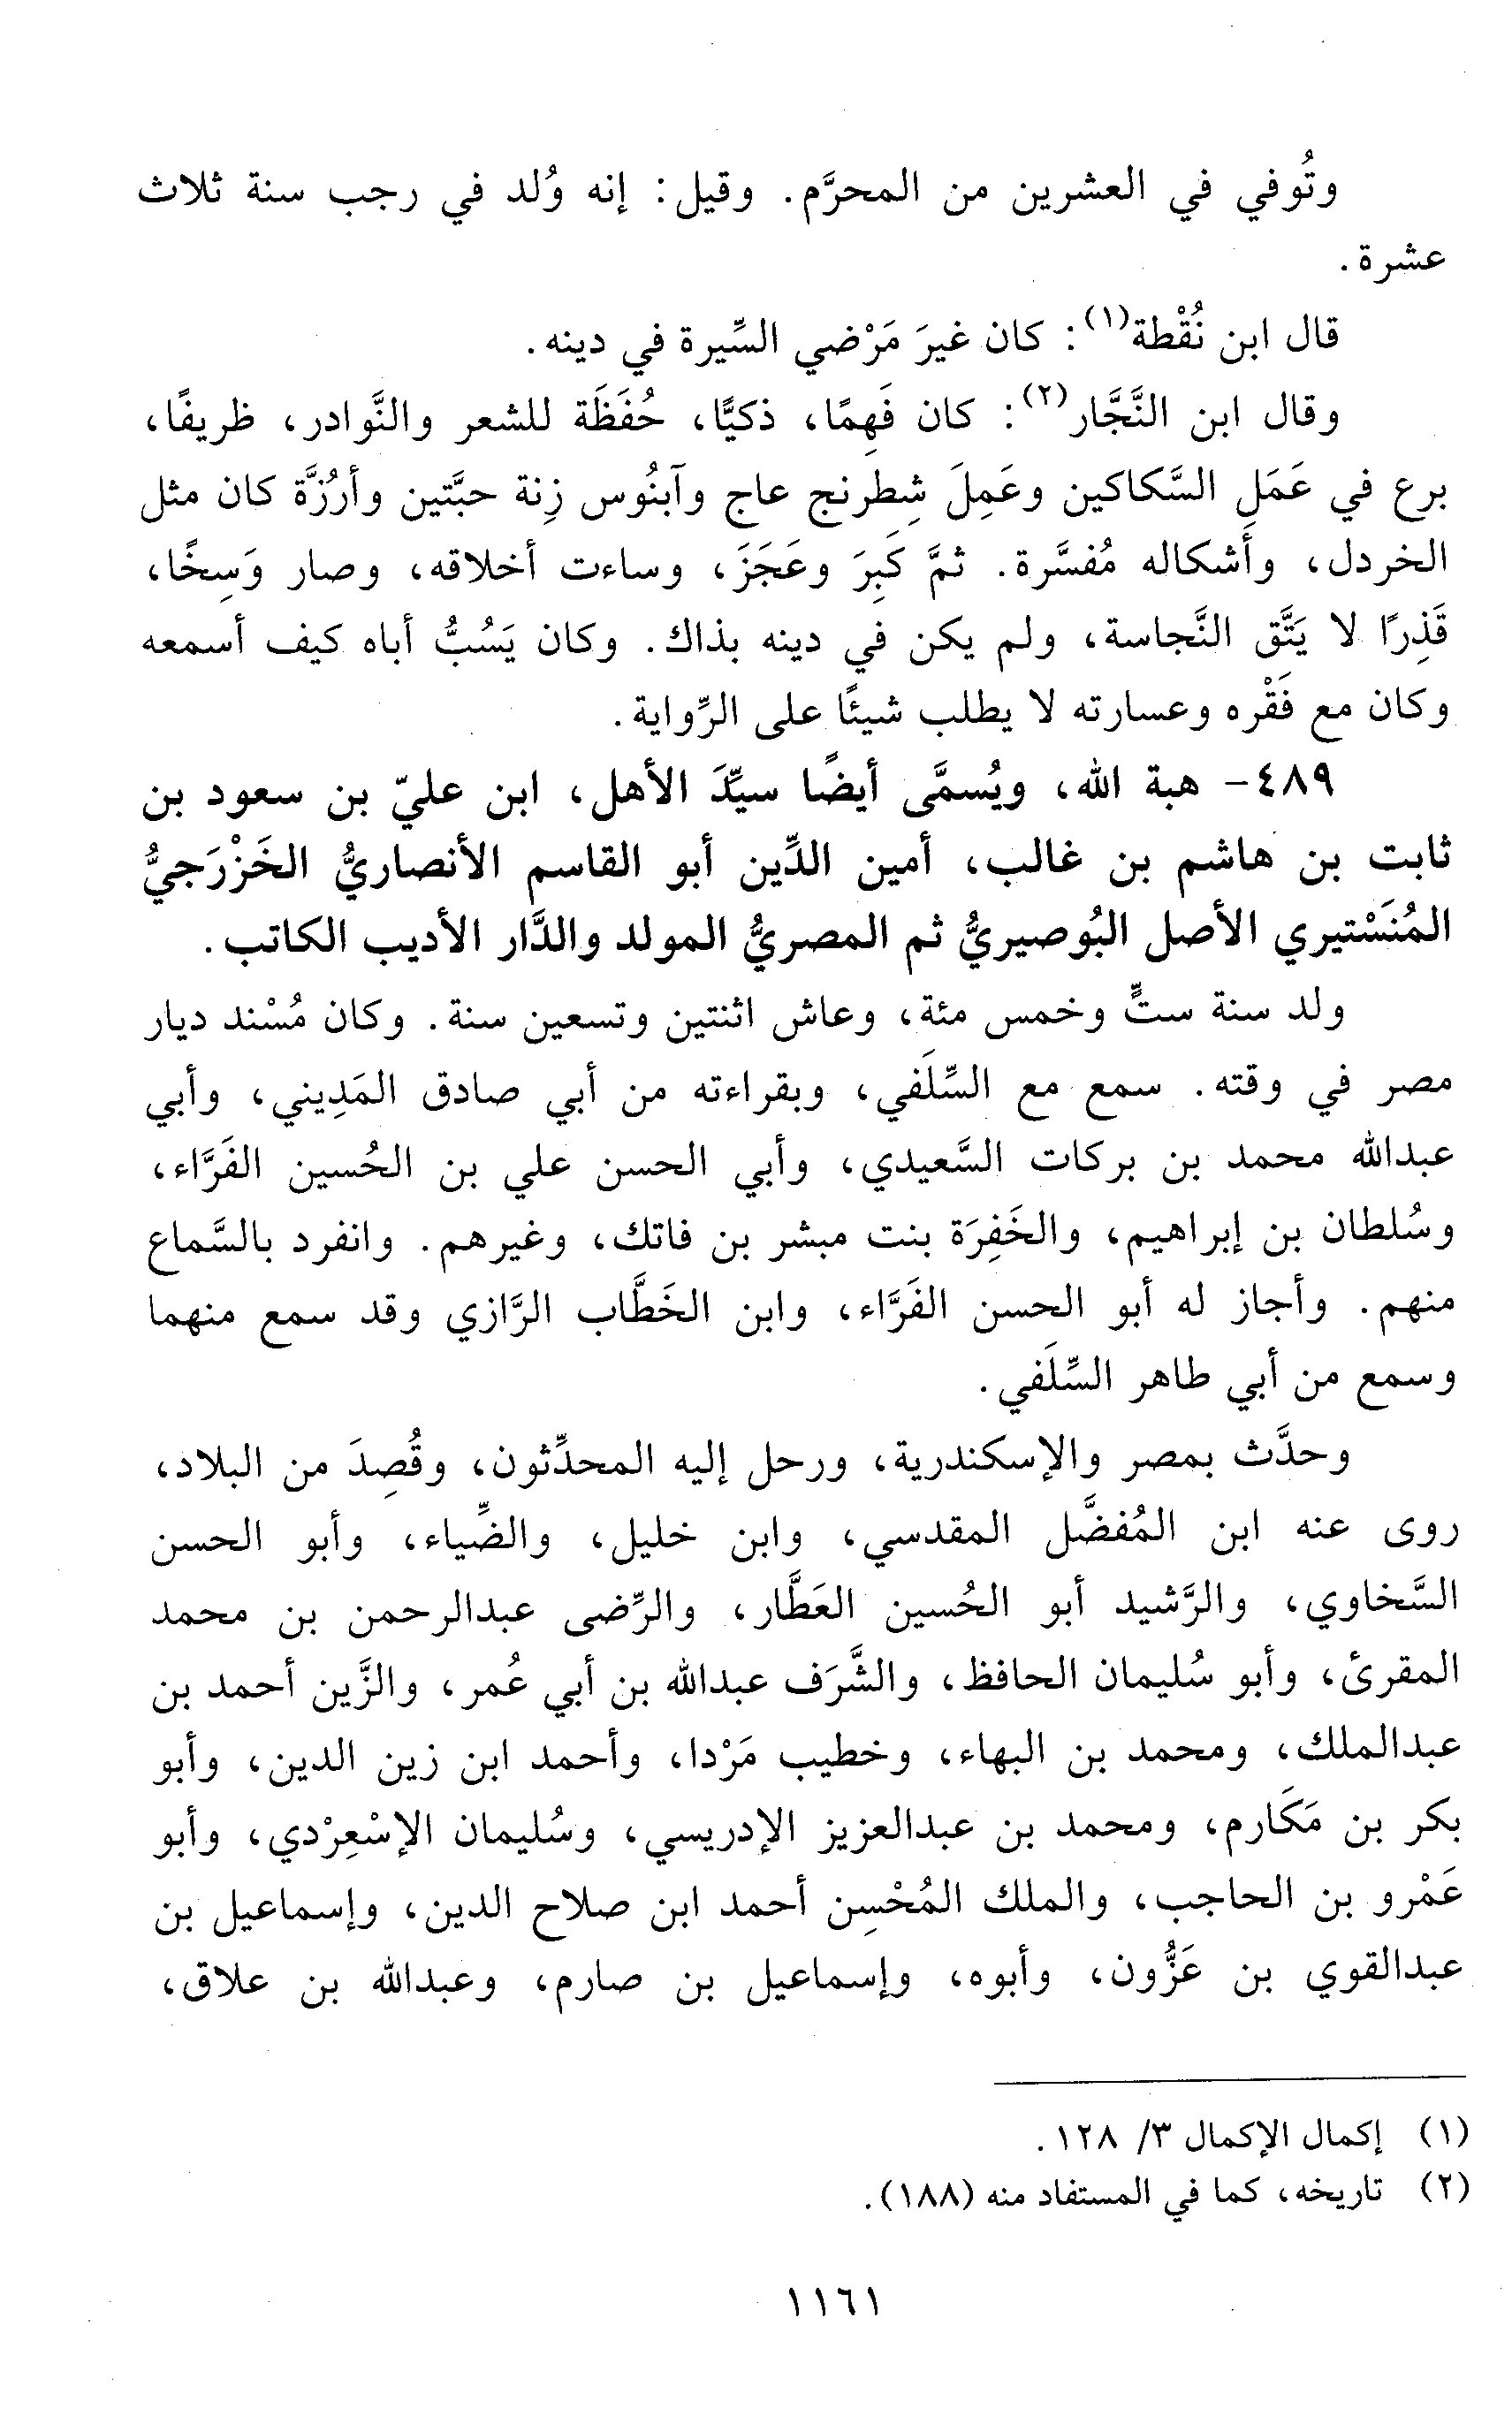 وتُوفي في العشرين من المحرَّم. وقيل: إنه وُلد في رجب سنة ثلاث
عشرة.
قال ابن نُقْطة(١): كان غيرَ مَرْضي السِّيرة في دينه.
وقال ابن النَّجَّار(٢): كان فَهِمًا، ذكيًّا، حُفَظَة للشعر والنَّوادر، ظريفًا،
برع في عَمَلِ السَّكاكين وعَمِلَ شِطرنج عاج وآبنُوس زِنة حبَّتين وأرُزَّة كان مثل
الخردل، وأشكاله مُفسَّرة. ثمَّ كَبِرَ وعَجَزَ، وساءت أخلاقه، وصار وَسِخًا،
قَذِرًا لا يَتَّق النَّجاسة، ولم يكن في دينه بذاك. وكان يَسُبُّ أباه كيف أسمعه
وكان مع فَقْره وعسارته لا يطلب شيئًا على الرِّواية.
٤٨٩- هبة الله، ويُسمَّى أيضًا سيِّدَ الأهل، ابن عليّ بن سعود بن
ثابت بن هاشم بن غالب، أمين الدِّين أبو القاسم الأنصاريُّ الخَزْرَجيُّ
المُنَسْتيري الأصل البُوصيريُّ ثم المصريُّ المولد والدَّار الأديب الكاتب.
ولد سنة ستٍّ وخمس مئة، وعاش اثنتين وتسعين سنة. وكان مُسْند ديار
مصر في وقته. سمع مع السِّلَفي، وبقراءته من أبي صادق المَدِيني، وأبي
عبدالله محمد بن بركات السَّعيدي، وأبي الحسن علي بن الحُسين الفَرَّاء،
وسُلطان بن إبراهيم، والخَفِرَة بنت مبشر بن فاتك، وغيرهم. وانفرد بالسَّماع
منهم. وأجاز له أبو الحسن الفَرَّاء، وابن الخَطَّاب الرَّازي وقد سمع منهما
وسمع من أبي طاهر السِّلَفي.
وحدَّث بمصر والإسكندرية، ورحل إليه المحدِّثون، وقُصِدَ من البلاد،
روى عنه ابن المُفضَّل المقدسي، وابن خليل، والضِّياء، وأبو الحسن
السَّخاوي، والرَّشيد أبو الحُسين العَطَّار، والرِّضى عبدالرحمن بن محمد
المقرئ، وأبو سُليمان الحافظ، والشَّرَف عبدالله بن أبي عُمر، والزَّين أحمد بن
عبدالملك، ومحمد بن البهاء، وخطيب مَرْدا، وأحمد ابن زين الدين، وأبو
بكر بن مَكَارم، ومحمد بن عبدالعزيز الإدريسي، وسُليمان الإسْعِرْدي، وأبو
عَمْرو بن الحاجب، والملك المُحْسِن أحمد ابن صلاح الدين، وإسماعيل بن
عبدالقوي بن عَزُّون، وأبوه، وإسماعيل بن صارم، وعبدالله بن علاق،
(١) إكمال الإكمال ٣/ ١٢٨.
(٢) تاريخه، كما في المستفاد منه (١٨٨).
١١٦١